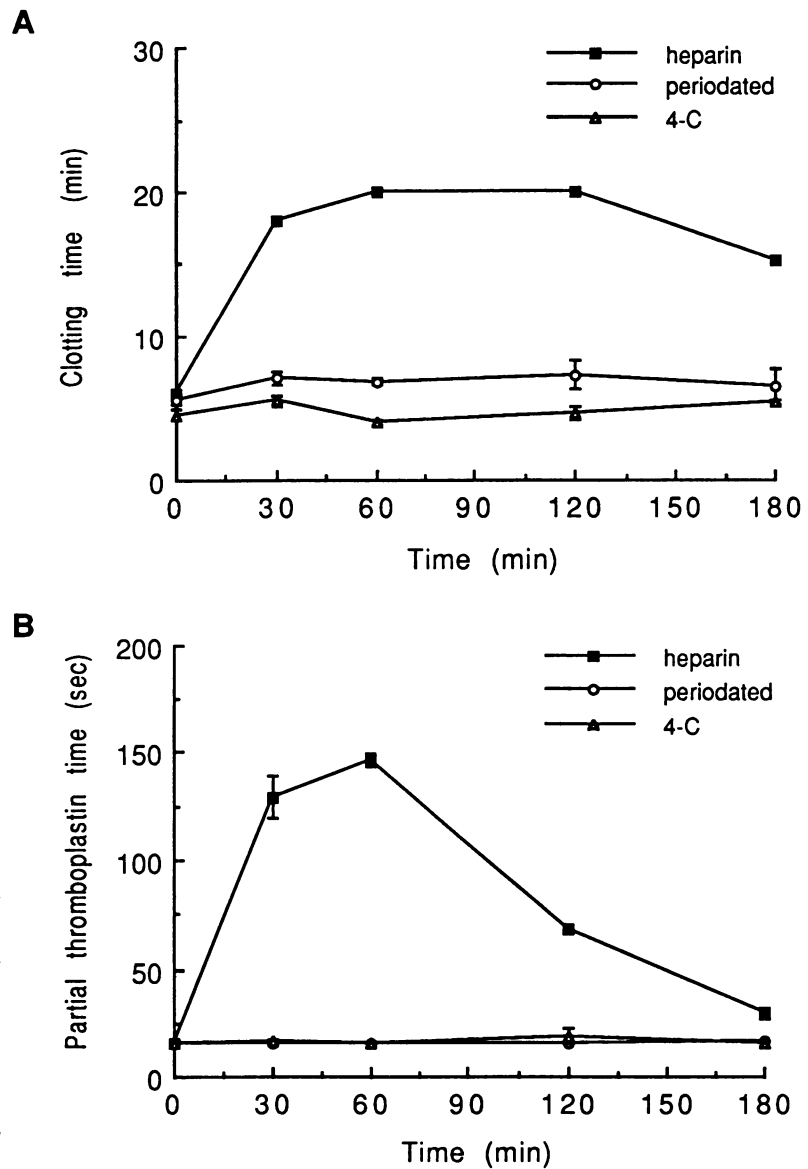 A
30
20
10
0
Clotting time (min)
heparin
periodated
4-C
0 30 60 90 120 150 180
Time (min)
B
200
150
100
50
0
Partial thromboplastin time (sec)
heparin
periodated
4-C
0 30 60 90 120 150 180
Time (min)